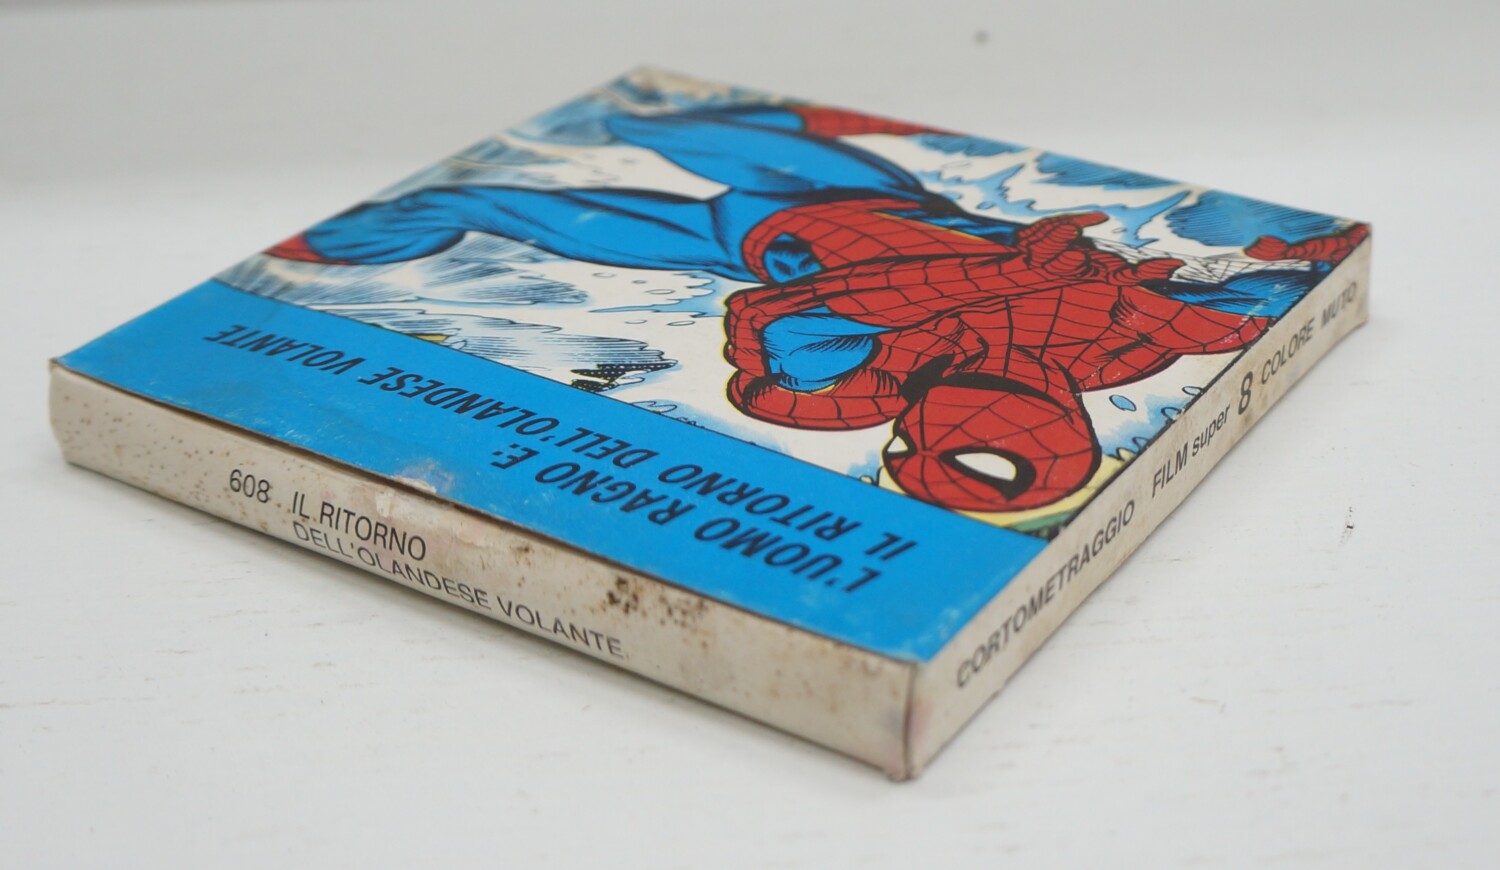 L'UOMO RAGNO E:
IL RITORNO DELL'OLANDESE VOLANTE
608 IL RITORNO
DELL'OLANDESE VOLANTE
CORTOMETRAGGIO FILM super 8 COLORE MUTO